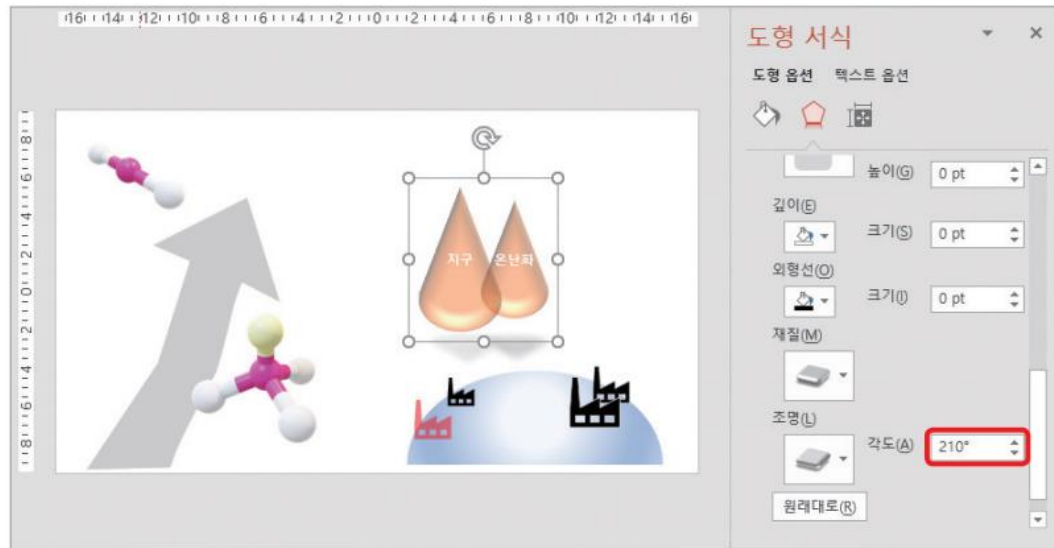 16 14 12 10 8 6 4 2 0 2 4 6 8 10 12 14 16
도형 서식
도형 옵션 텍스트 옵션
8
6
4
2
0
2
4
6
8
지구 온난화
높이(G) 0 pt
깊이(E)
크기(S) 0 pt
외형선(O)
크기(I) 0 pt
재질(M)
조명(L)
각도(A) 210°
원래대로(R)